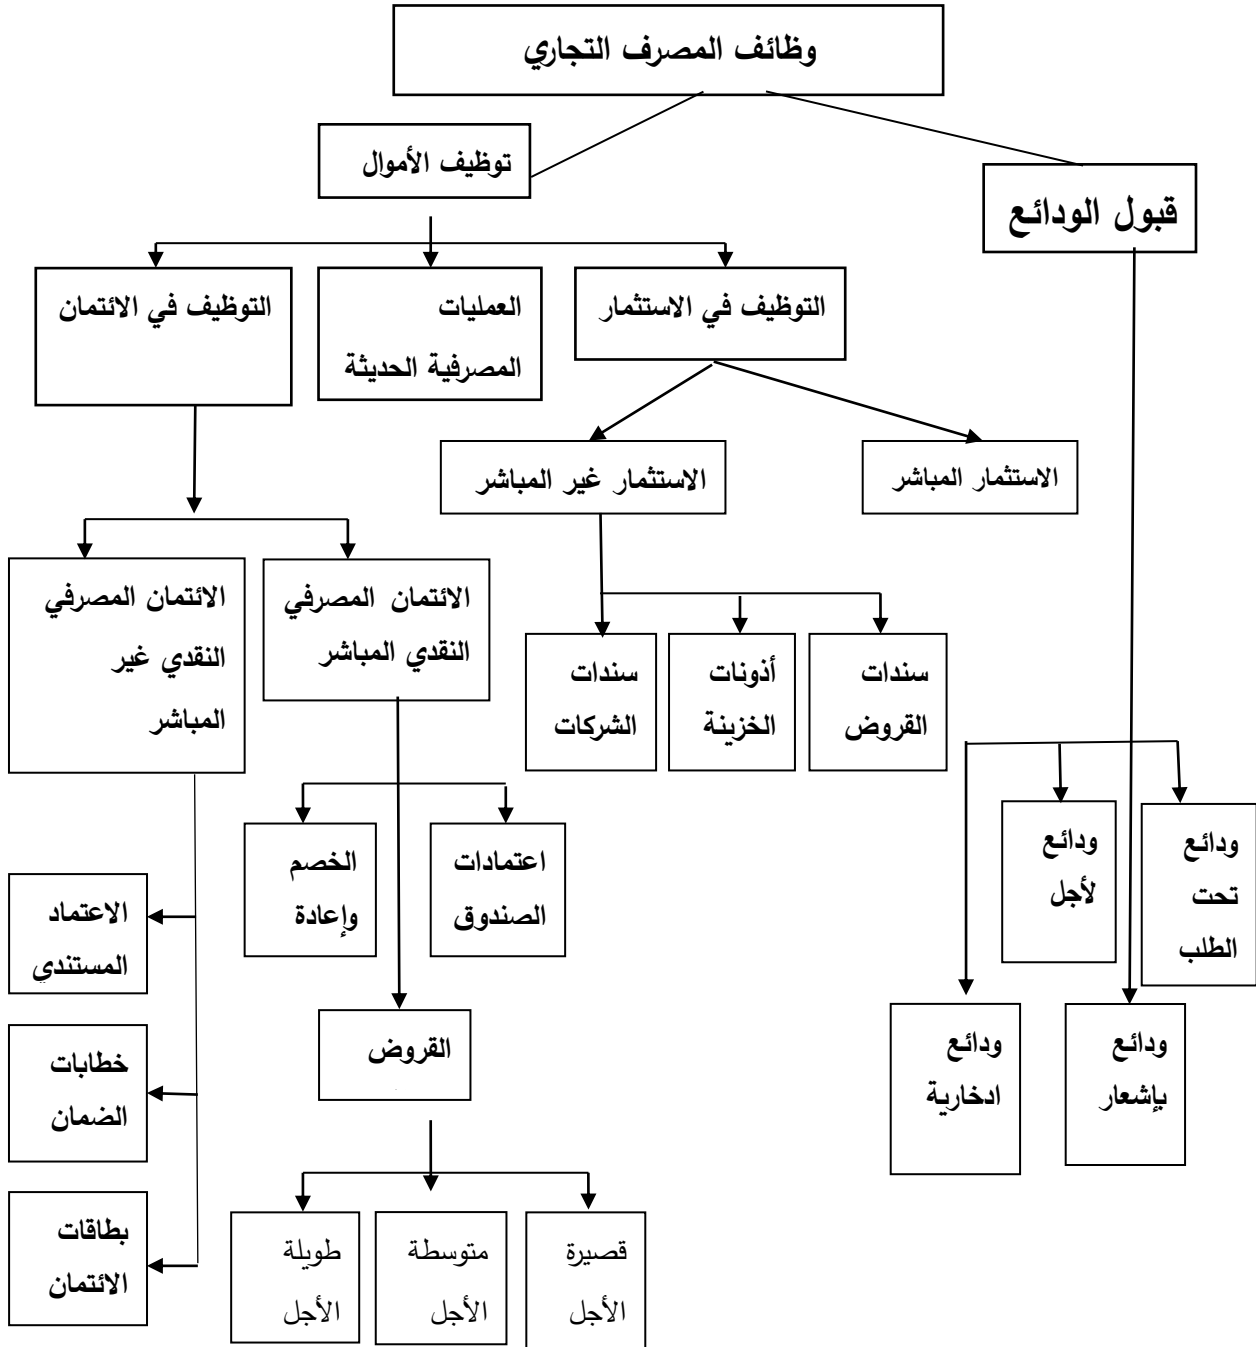 وظائف المصرف التجاري
توظيف الأموال
قبول الودائع
التوظيف في الاستثمار
العمليات
المصرفية الحديثة
التوظيف في الائتمان
الاستثمار المباشر
الاستثمار غير المباشر
الائتمان المصرفي
النقدي المباشر
الائتمان المصرفي
النقدي غير
المباشر
سندات
القروض
أذونات
الخزينة
سندات
الشركات
ودائع
تحت
الطلب
ودائع
لأجل
اعتمادات
الصندوق
الخصم
وإعادة
الاعتماد
المستندي
ودائع
بإشعار
ودائع
ادخارية
القروض
خطابات
الضمان
بطاقات
الائتمان
قصيرة
الأجل
متوسطة
الأجل
طويلة
الأجل